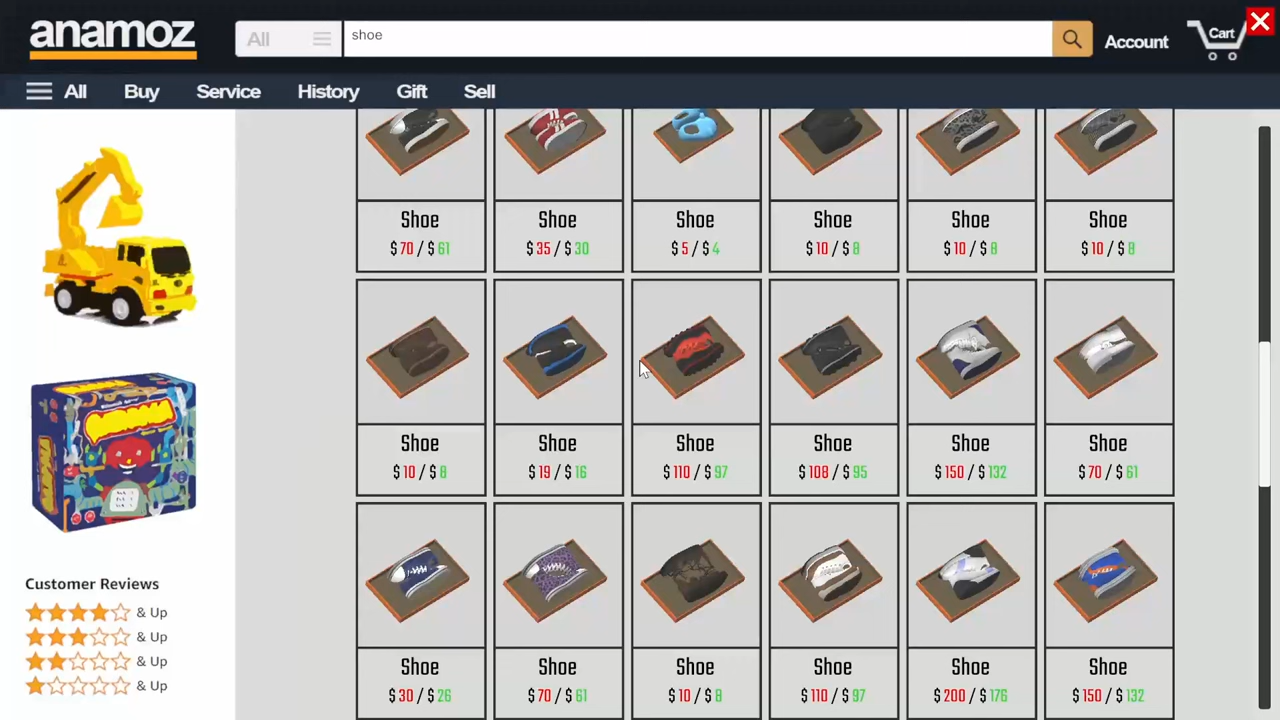 anamoz
All
shoe
Account
Cart
All Buy Service History Gift Sell
Shoe Shoe Shoe Shoe Shoe Shoe
$ 70 / $ 61 $ 35 / $ 30 $ 5 / $ 4 $ 10 / $ 8 $ 10 / $ 8 $ 10 / $ 8
Shoe Shoe Shoe Shoe Shoe Shoe
$ 10 / $ 8 $ 19 / $ 16 $ 110 / $ 97 $ 108 / $ 95 $ 150 / $ 132 $ 70 / $ 61
Shoe Shoe Shoe Shoe Shoe Shoe
$ 30 / $ 26 $ 70 / $ 61 $ 10 / $ 8 $ 110 / $ 97 $ 200 / $ 176 $ 150 / $ 132
Customer Reviews
& Up
& Up
& Up
& Up